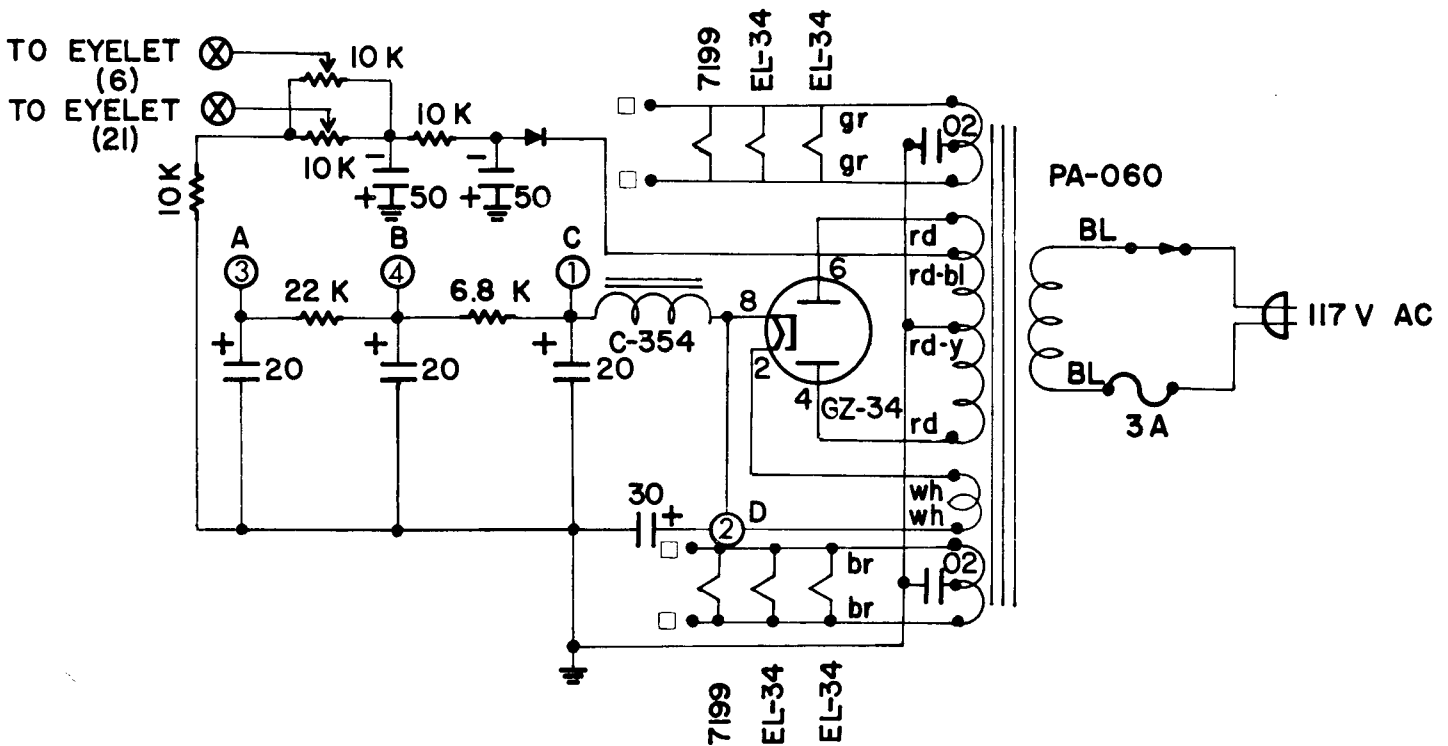 TO EYELET
(6)
TO EYELET
(21)
10 K
10 K
10 K
10 K
-
-
+
50
+
50
7199
EL-34
EL-34
gr
gr
02
PA-060
BL
BL
3A
117 V AC
A
3
B
4
C
1
22 K
6.8 K
+
20
+
20
+
20
C-354
8
2
6
4
GZ-34
rd
rd-bl
rd-y
rd
wh
wh
30
+
2
D
br
br
02
7199
EL-34
EL-34